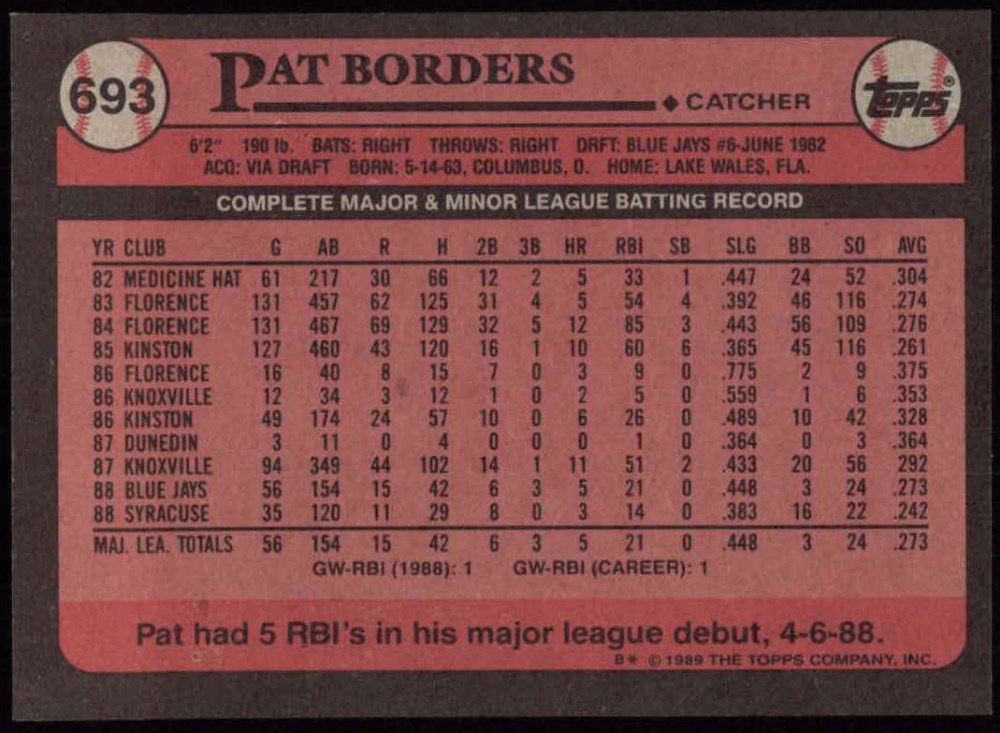 693 PAT BORDERS
◆ CATCHER
TOPPS®
6'2" 190 lb. BATS: RIGHT THROWS: RIGHT DRFT: BLUE JAYS #6-JUNE 1982
ACQ: VIA DRAFT BORN: 5-14-63, COLUMBUS, O. HOME: LAKE WALES, FLA.
COMPLETE MAJOR & MINOR LEAGUE BATTING RECORD
YR CLUB G AB R H 2B 3B HR RBI SB SLG BB SO AVG
82 MEDICINE HAT 61 217 30 66 12 2 5 33 1 .447 24 52 .304
83 FLORENCE 131 457 62 125 31 4 5 54 4 .392 46 116 .274
84 FLORENCE 131 467 69 129 32 5 12 85 3 .443 56 109 .276
85 KINSTON 127 460 43 120 16 1 10 60 6 .365 45 116 .261
86 FLORENCE 16 40 8 15 7 0 3 9 0 .775 2 9 .375
86 KNOXVILLE 12 34 3 12 1 0 2 5 0 .559 1 6 .353
86 KINSTON 49 174 24 57 10 0 6 26 0 .489 10 42 .328
87 DUNEDIN 3 11 0 4 0 0 0 1 0 .364 0 3 .364
87 KNOXVILLE 94 349 44 102 14 1 11 51 2 .433 20 56 .292
88 BLUE JAYS 56 154 15 42 6 3 5 21 0 .448 3 24 .273
88 SYRACUSE 35 120 11 29 8 0 3 14 0 .383 16 22 .242
MAJ. LEA. TOTALS 56 154 15 42 6 3 5 21 0 .448 3 24 .273
GW-RBI (1988): 1 GW-RBI (CAREER): 1
Pat had 5 RBI's in his major league debut, 4-6-88.
B* © 1989 THE TOPPS COMPANY, INC.